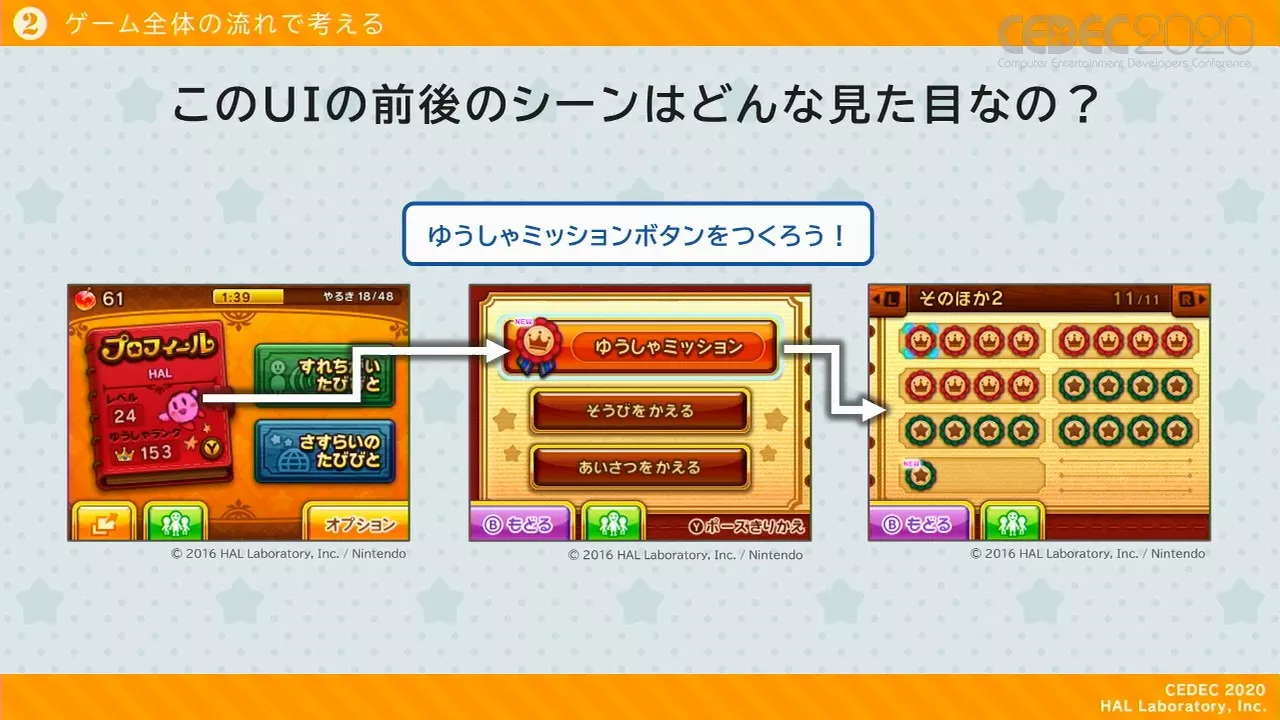 2 ゲーム全体の流れで考える
CEDEC2020
Computer Entertainment Developers Conference
このUIの前後のシーンはどんな見た目なの？
ゆうしゃミッションボタンをつくろう！
61
1:39
やるき 18/48
プロフィール
HAL
レベル
24
ゆうしゃランク
153
Y
すれちがい
たびびと
さすらいの
たびびと
オプション
© 2016 HAL Laboratory, Inc. / Nintendo
NEW
ゆうしゃミッション
そうびをかえる
あいさつをかえる
B もどる
Y ポーズきりかえ
© 2016 HAL Laboratory, Inc. / Nintendo
L
そのほか2
11/11
R
NEW
B もどる
© 2016 HAL Laboratory, Inc. / Nintendo
CEDEC 2020
HAL Laboratory, Inc.